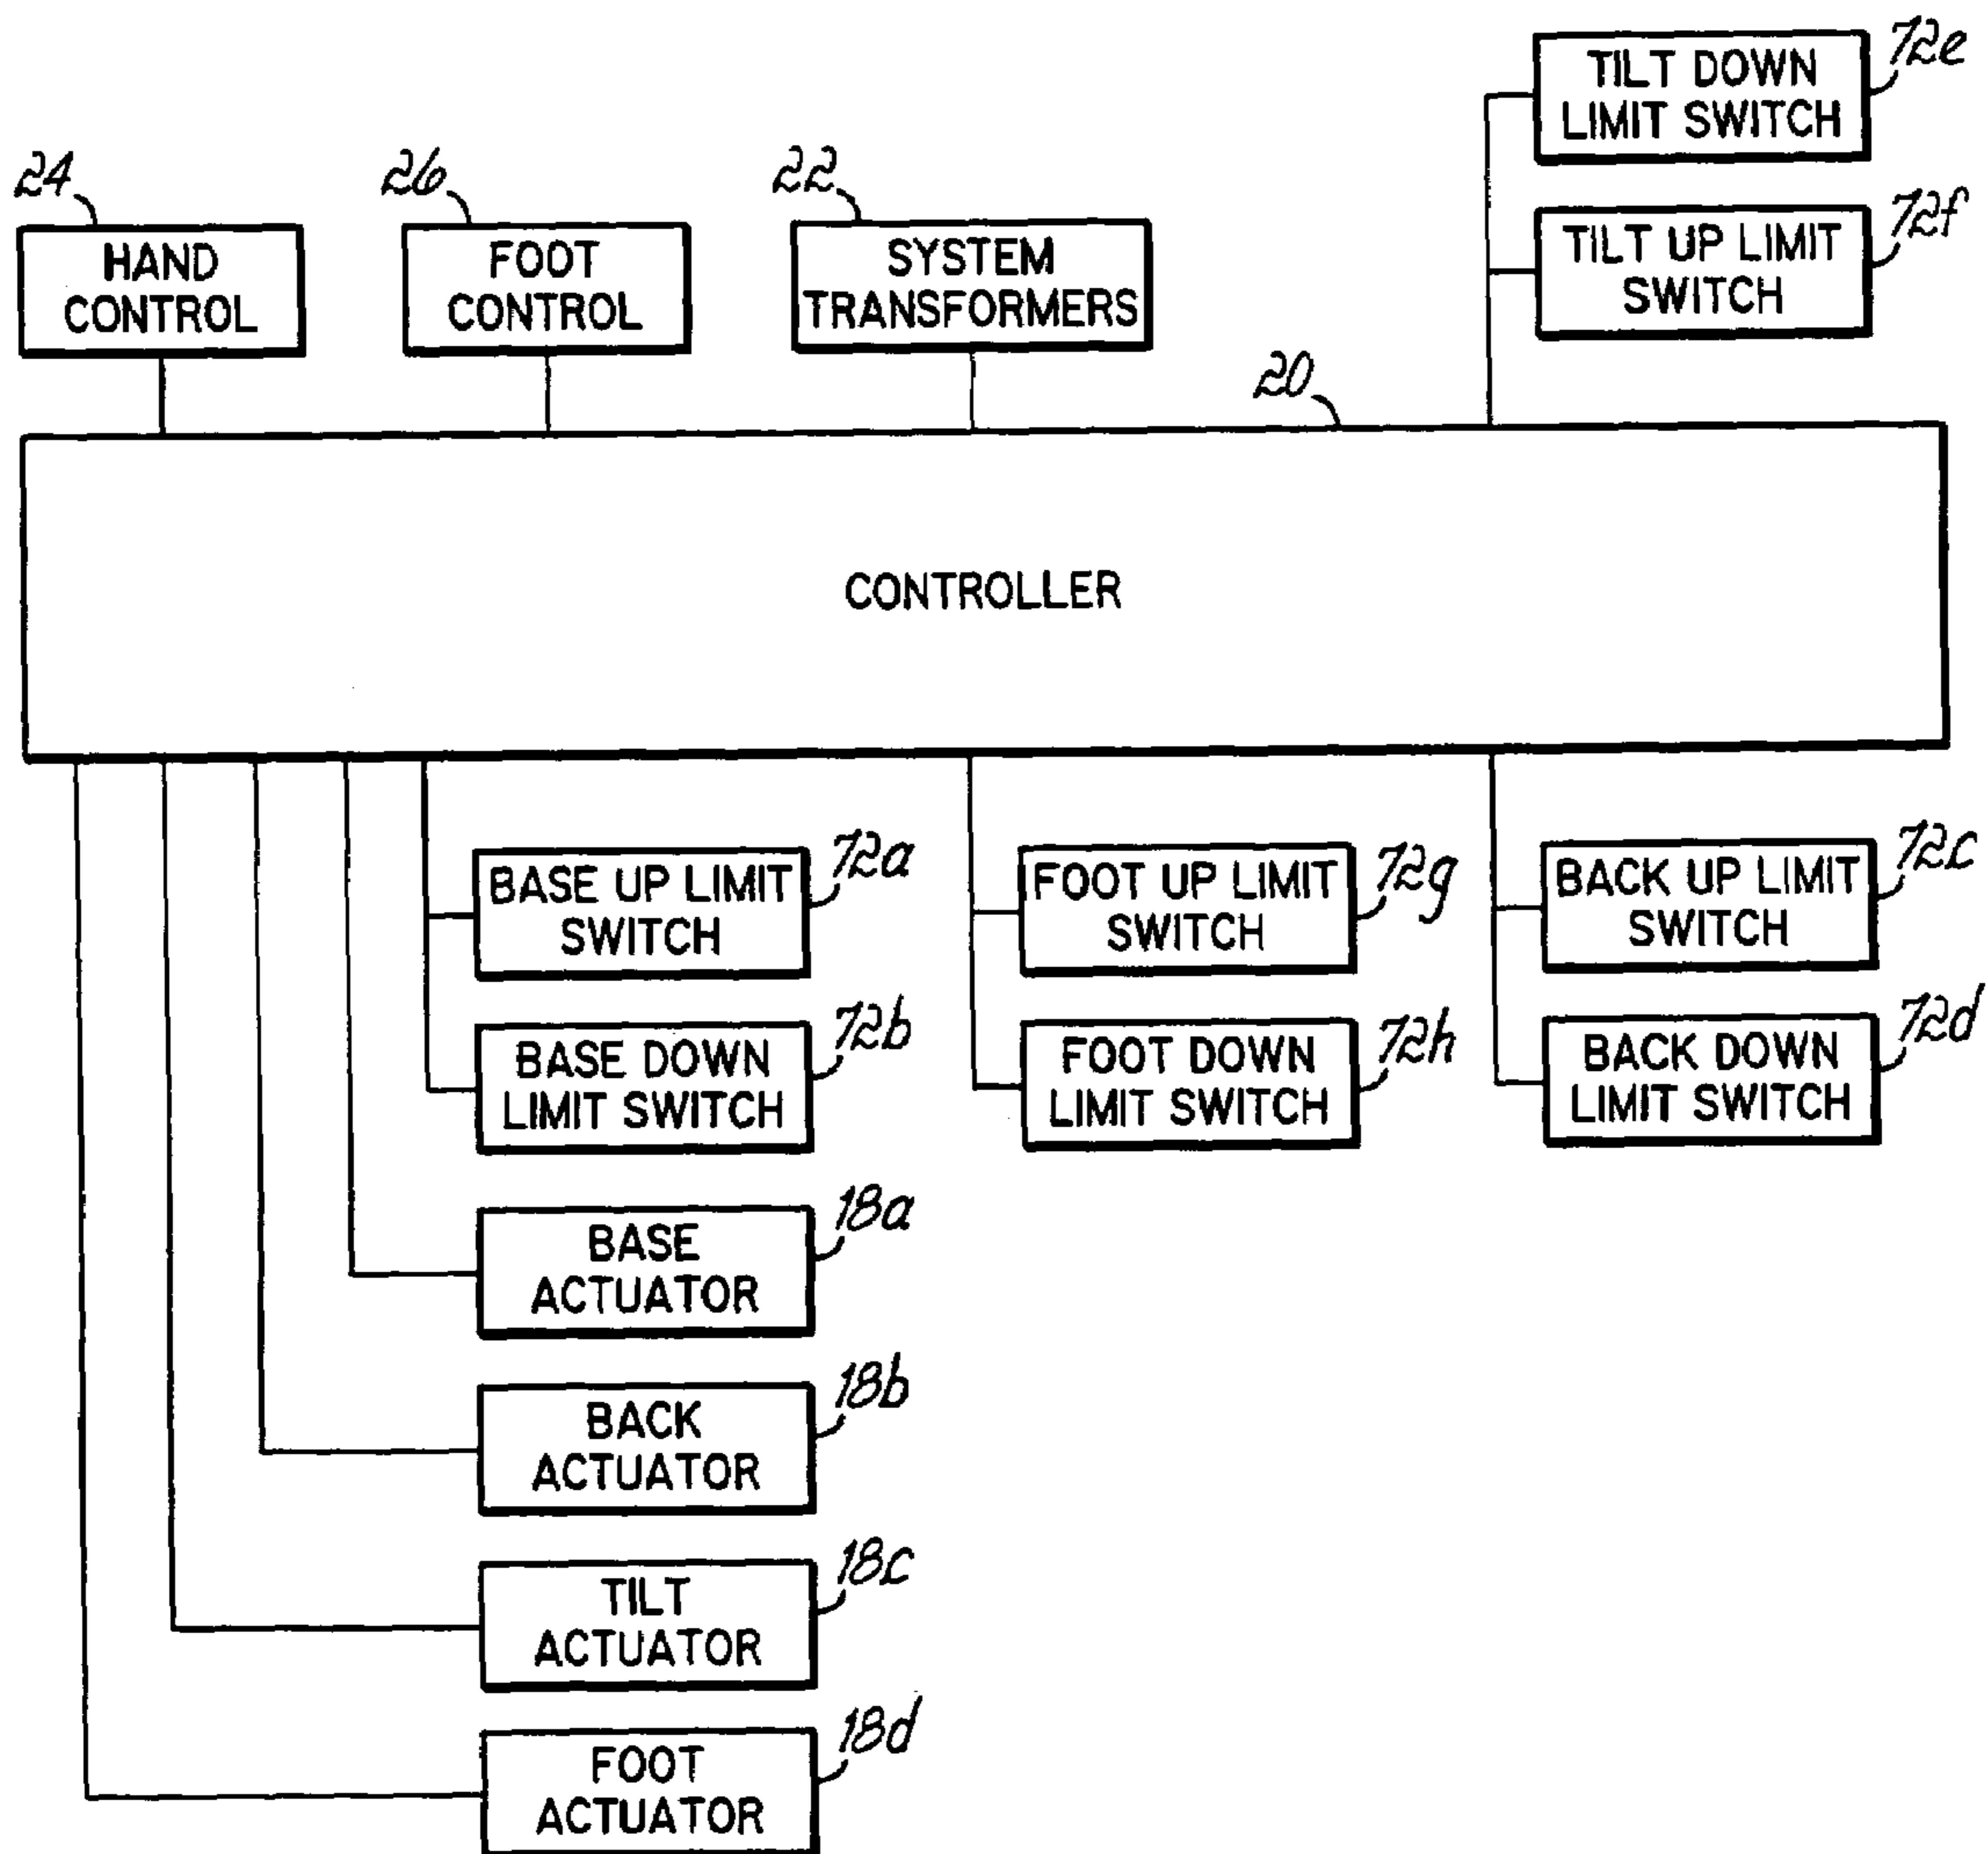 72e
TILT DOWN
LIMIT SWITCH
72f
TILT UP LIMIT
SWITCH
24
HAND
CONTROL
26
FOOT
CONTROL
22
SYSTEM
TRANSFORMERS
20
CONTROLLER
72a
BASE UP LIMIT
SWITCH
72g
FOOT UP LIMIT
SWITCH
72c
BACK UP LIMIT
SWITCH
72b
BASE DOWN
LIMIT SWITCH
72h
FOOT DOWN
LIMIT SWITCH
72d
BACK DOWN
LIMIT SWITCH
18a
BASE
ACTUATOR
18b
BACK
ACTUATOR
18c
TILT
ACTUATOR
18d
FOOT
ACTUATOR